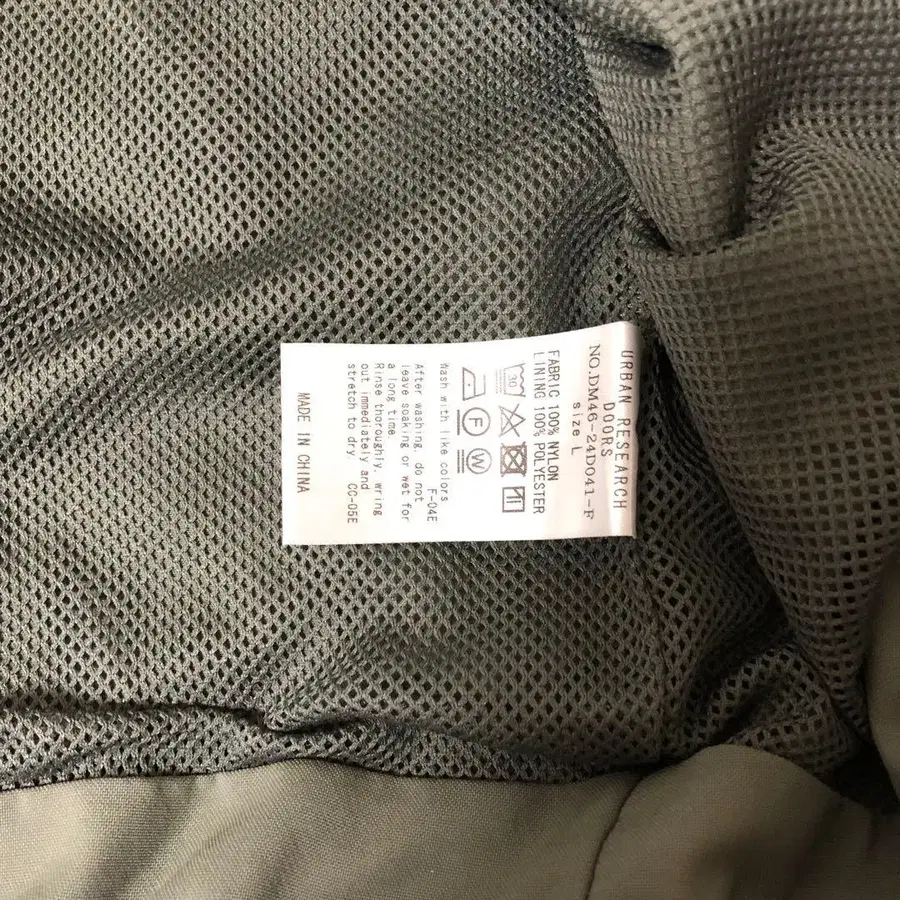 URBAN RESEARCH
DOORS
NO.DM46-24D041-F
size L
FABRIC 100% NYLON
LINING 100% POLYESTER
30
F W
F-04E
Wash with like colors.
After washing, do not
leave soaking or wet for
a long time.
Rinse thoroughly, wring
out immediately and
stretch to dry.
CC-05E
MADE IN CHINA